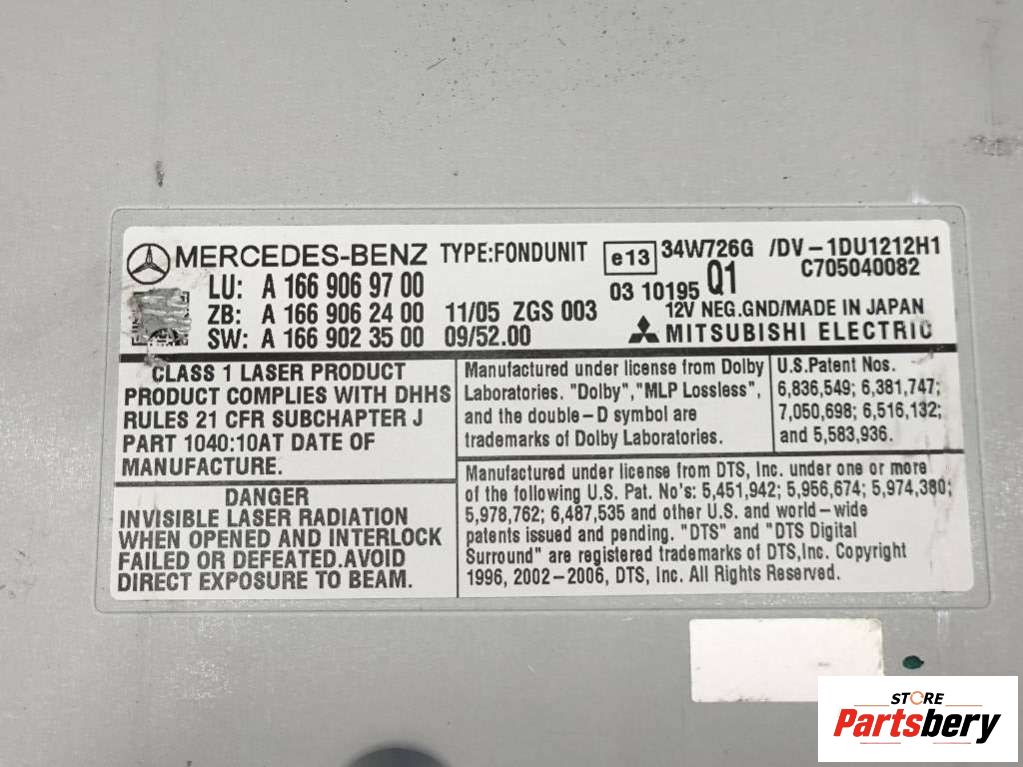 MERCEDES-BENZ TYPE:FONDUNIT e13 34W726G /DV-1DU1212H1
C705040082
LU: A 166 906 97 00 03 10195 Q1
ZB: A 166 906 24 00 11/05 ZGS 003 12V NEG.GND/MADE IN JAPAN
SW: A 166 902 35 00 09/52.00 MITSUBISHI ELECTRIC
CLASS 1 LASER PRODUCT
PRODUCT COMPLIES WITH DHHS
RULES 21 CFR SUBCHAPTER J
PART 1040:10AT DATE OF
MANUFACTURE.
Manufactured under license from Dolby
Laboratories. "Dolby","MLP Lossless",
and the double-D symbol are
trademarks of Dolby Laboratories.
U.S.Patent Nos.
6,836,549; 6,381,747;
7,050,698; 6,516,132;
and 5,583,936.
DANGER
INVISIBLE LASER RADIATION
WHEN OPENED AND INTERLOCK
FAILED OR DEFEATED.AVOID
DIRECT EXPOSURE TO BEAM.
Manufactured under license from DTS, Inc. under one or more
of the following U.S. Pat. No's: 5,451,942; 5,956,674; 5,974,380;
5,978,762; 6,487,535 and other U.S. and world-wide
patents issued and pending. "DTS" and "DTS Digital
Surround" are registered trademarks of DTS,Inc. Copyright
1996, 2002-2006, DTS, Inc. All Rights Reserved.
STORE
Partsbery